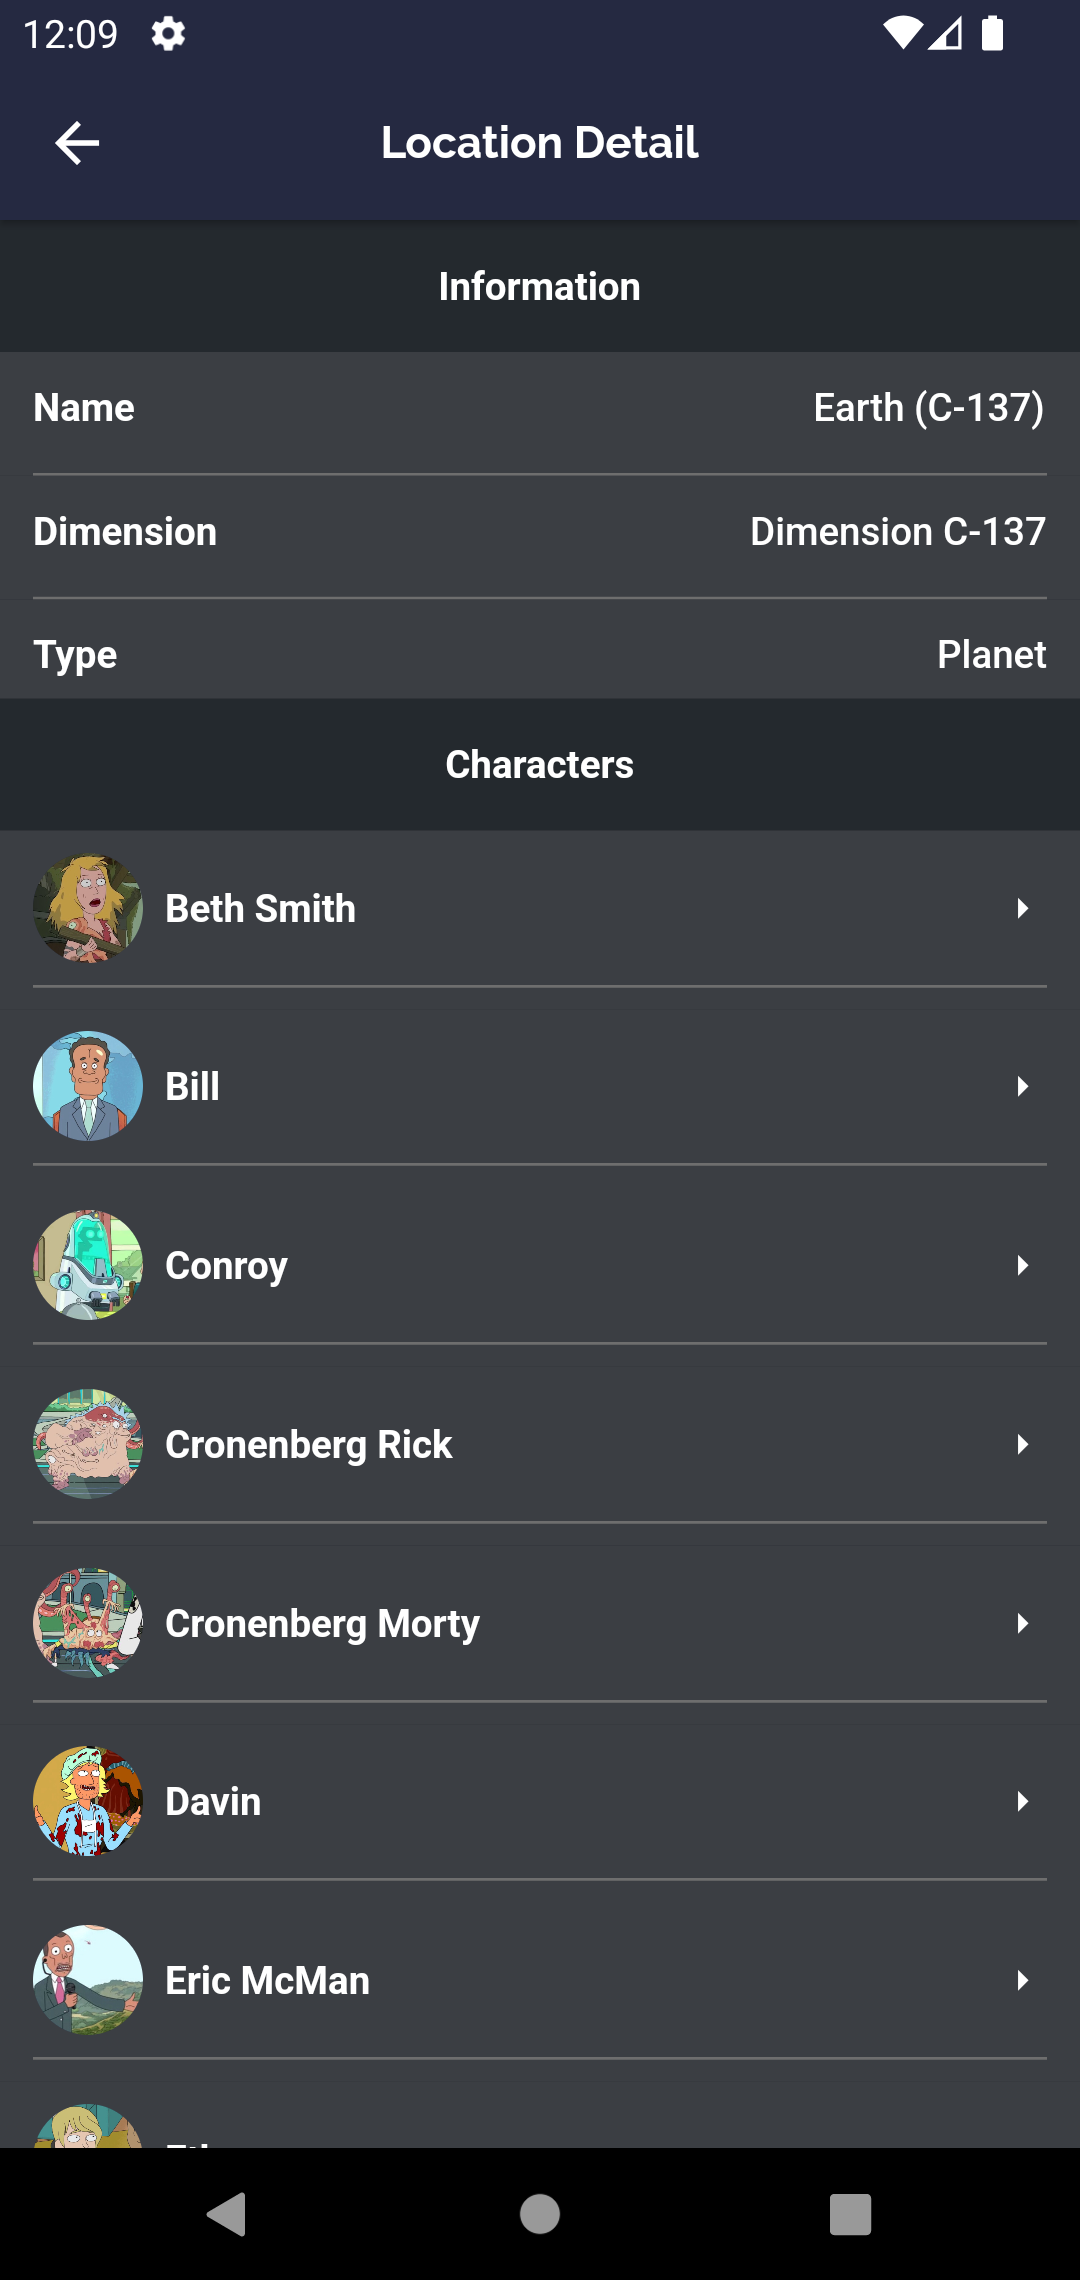 12:09
Location Detail
Information
Name Earth (C-137)
Dimension Dimension C-137
Type Planet
Characters
Beth Smith
Bill
Conroy
Cronenberg Rick
Cronenberg Morty
Davin
Eric McMan